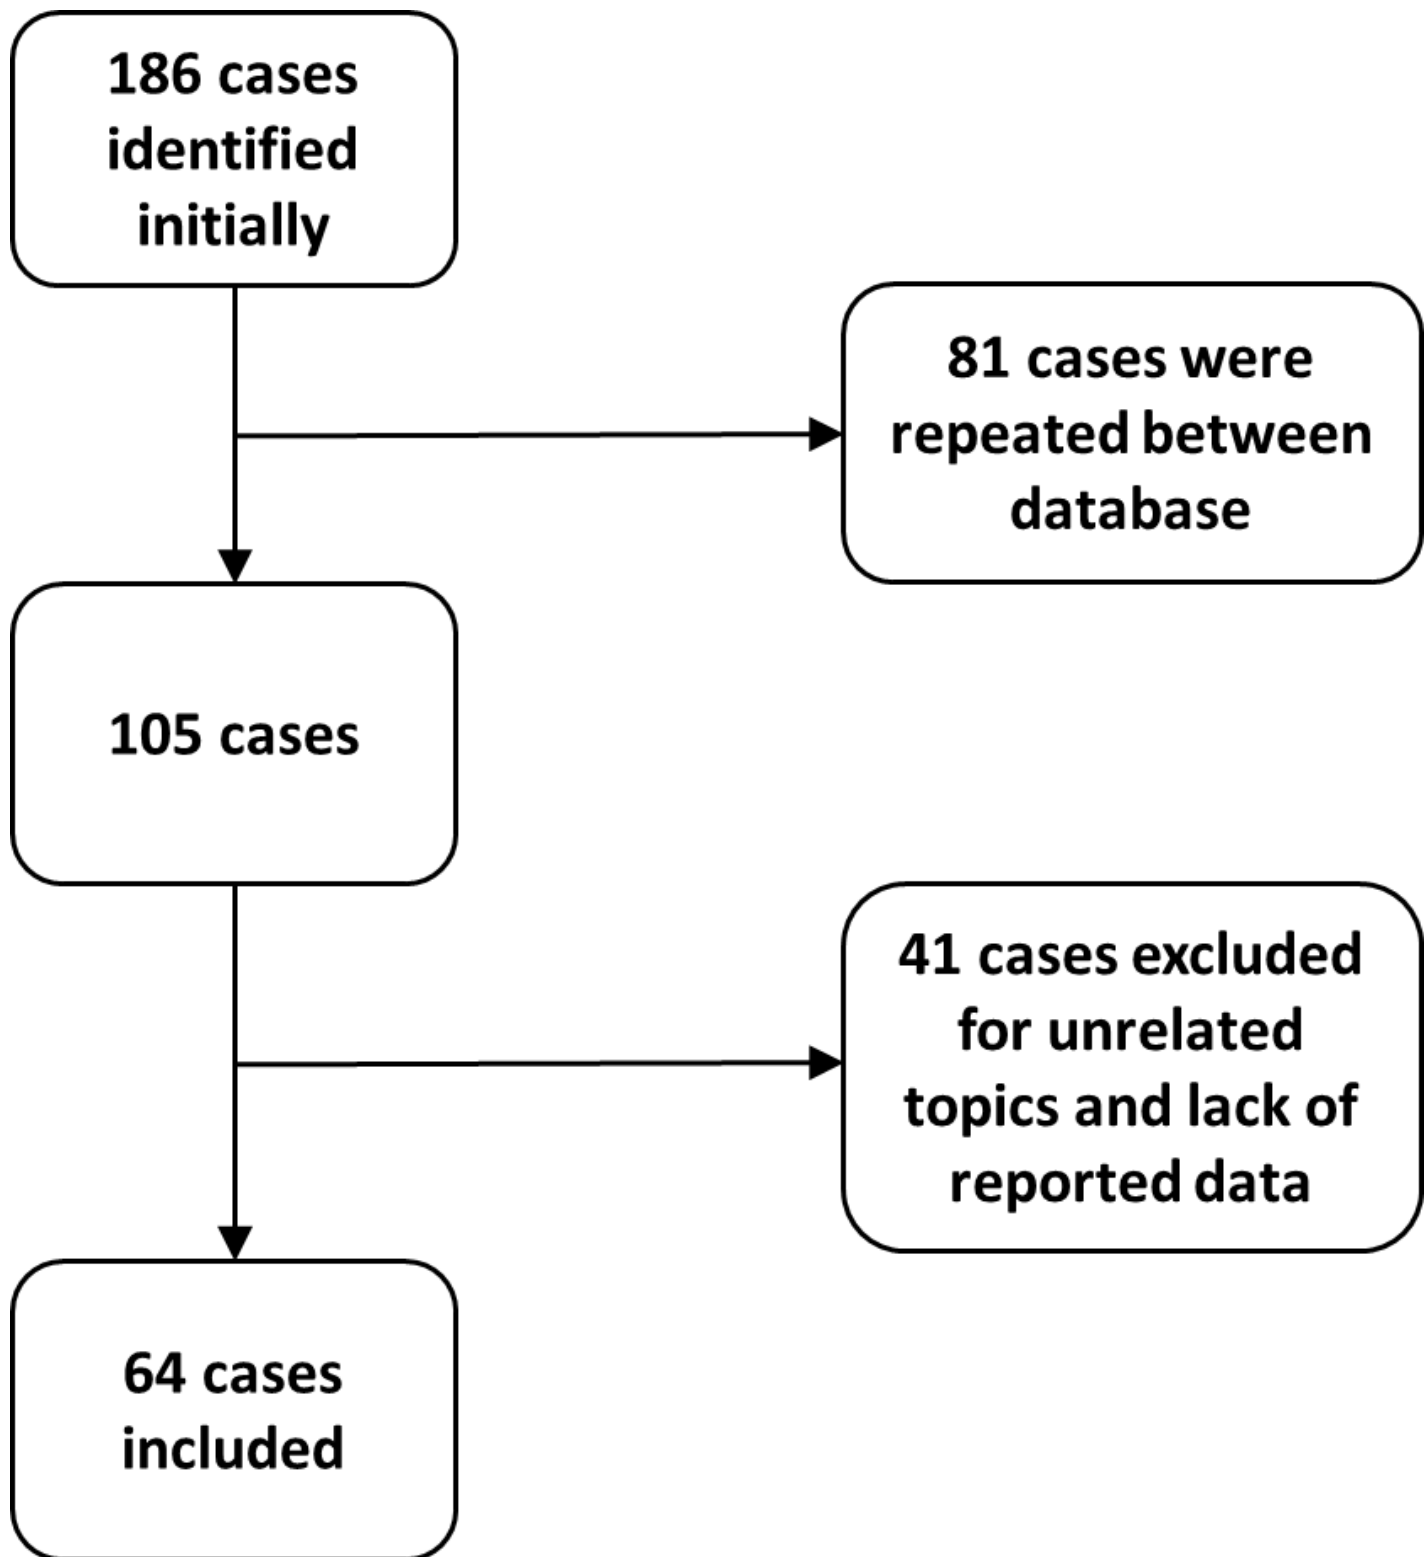 186 cases
identified
initially
81 cases were
repeated between
database
105 cases
41 cases excluded
for unrelated
topics and lack of
reported data
64 cases
included